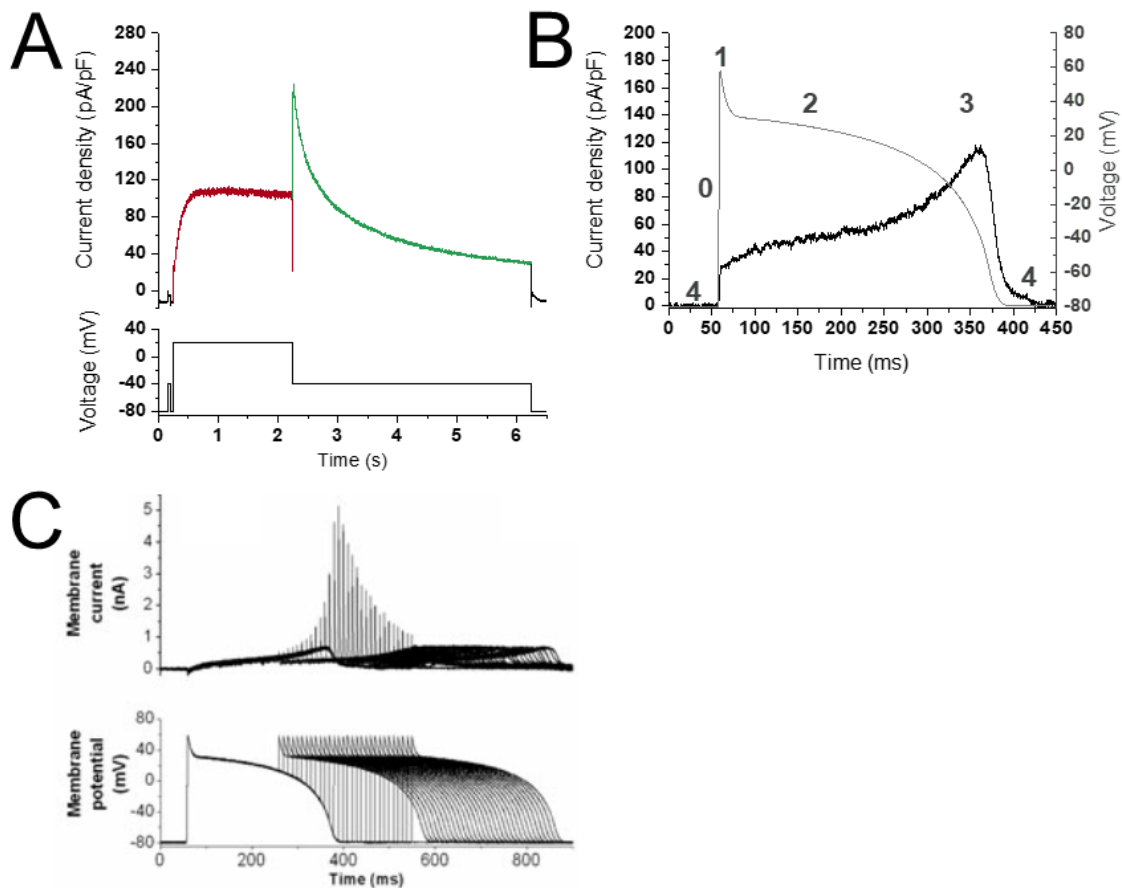 A
Current density (pA/pF)
280
240
200
160
120
80
40
0
Voltage (mV)
40
0
-40
-80
0 1 2 3 4 5 6
Time (s)
B
Current density (pA/pF)
200
180
160
140
120
100
80
60
40
20
0
80
60
40
20
0
-20
-40
-60
-80
Voltage (mV)
1
2
3
0
4
4
0 50 100 150 200 250 300 350 400 450
Time (ms)
C
Membrane
current
(nA)
5
4
3
2
1
0
Membrane
potential
(mV)
80
40
0
-40
-80
0 200 400 600 800
Time (ms)